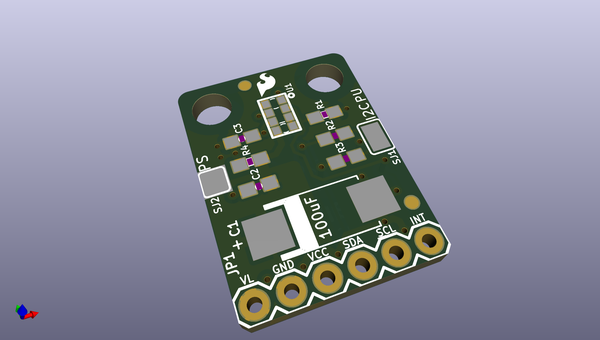 U1
R1
I2CPU
C3
R2
R4
R3
PS
C2
SJ1
SJ2
100UF
JP1
+C1
VL
GND
VCC
SDA
SCL
INT